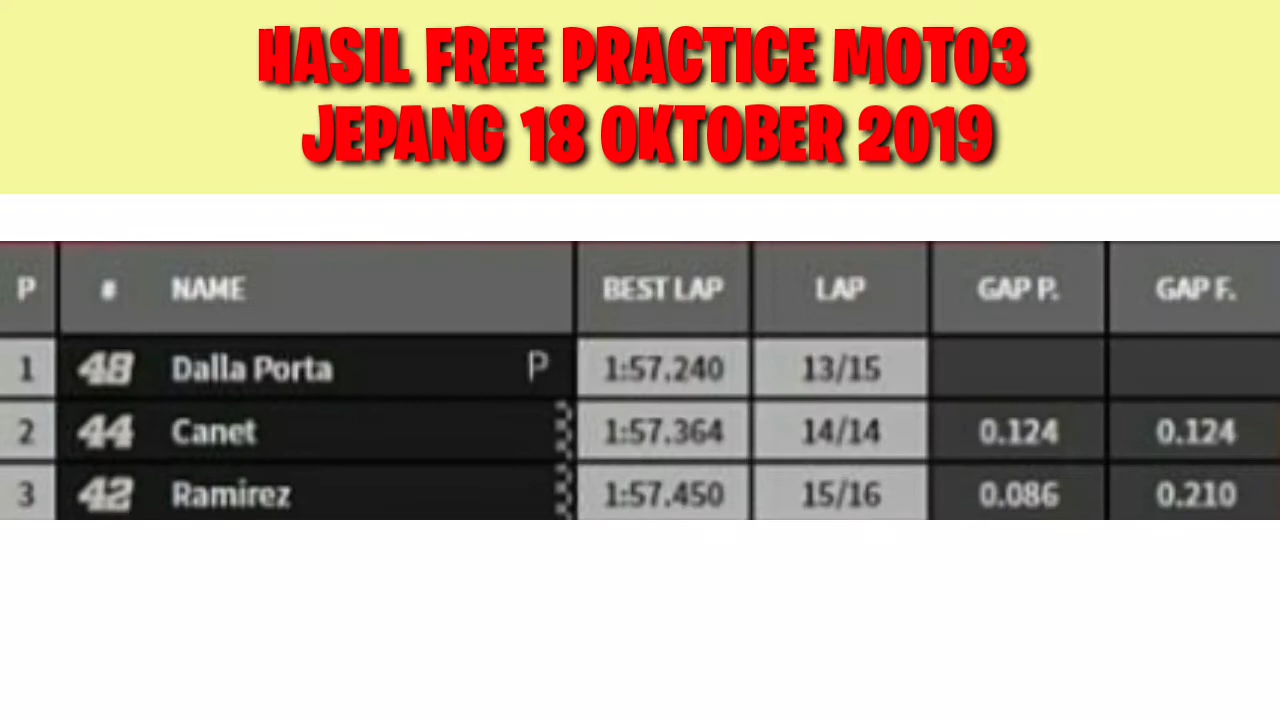 HASIL FREE PRACTICE MOTO3
JEPANG 18 OKTOBER 2019
P # NAME BEST LAP LAP GAP P. GAP F.
1 48 Dalla Porta P 1:57.240 13/15
2 44 Canet 1:57.364 14/14 0.124 0.124
3 42 Ramirez 1:57.450 15/16 0.086 0.210